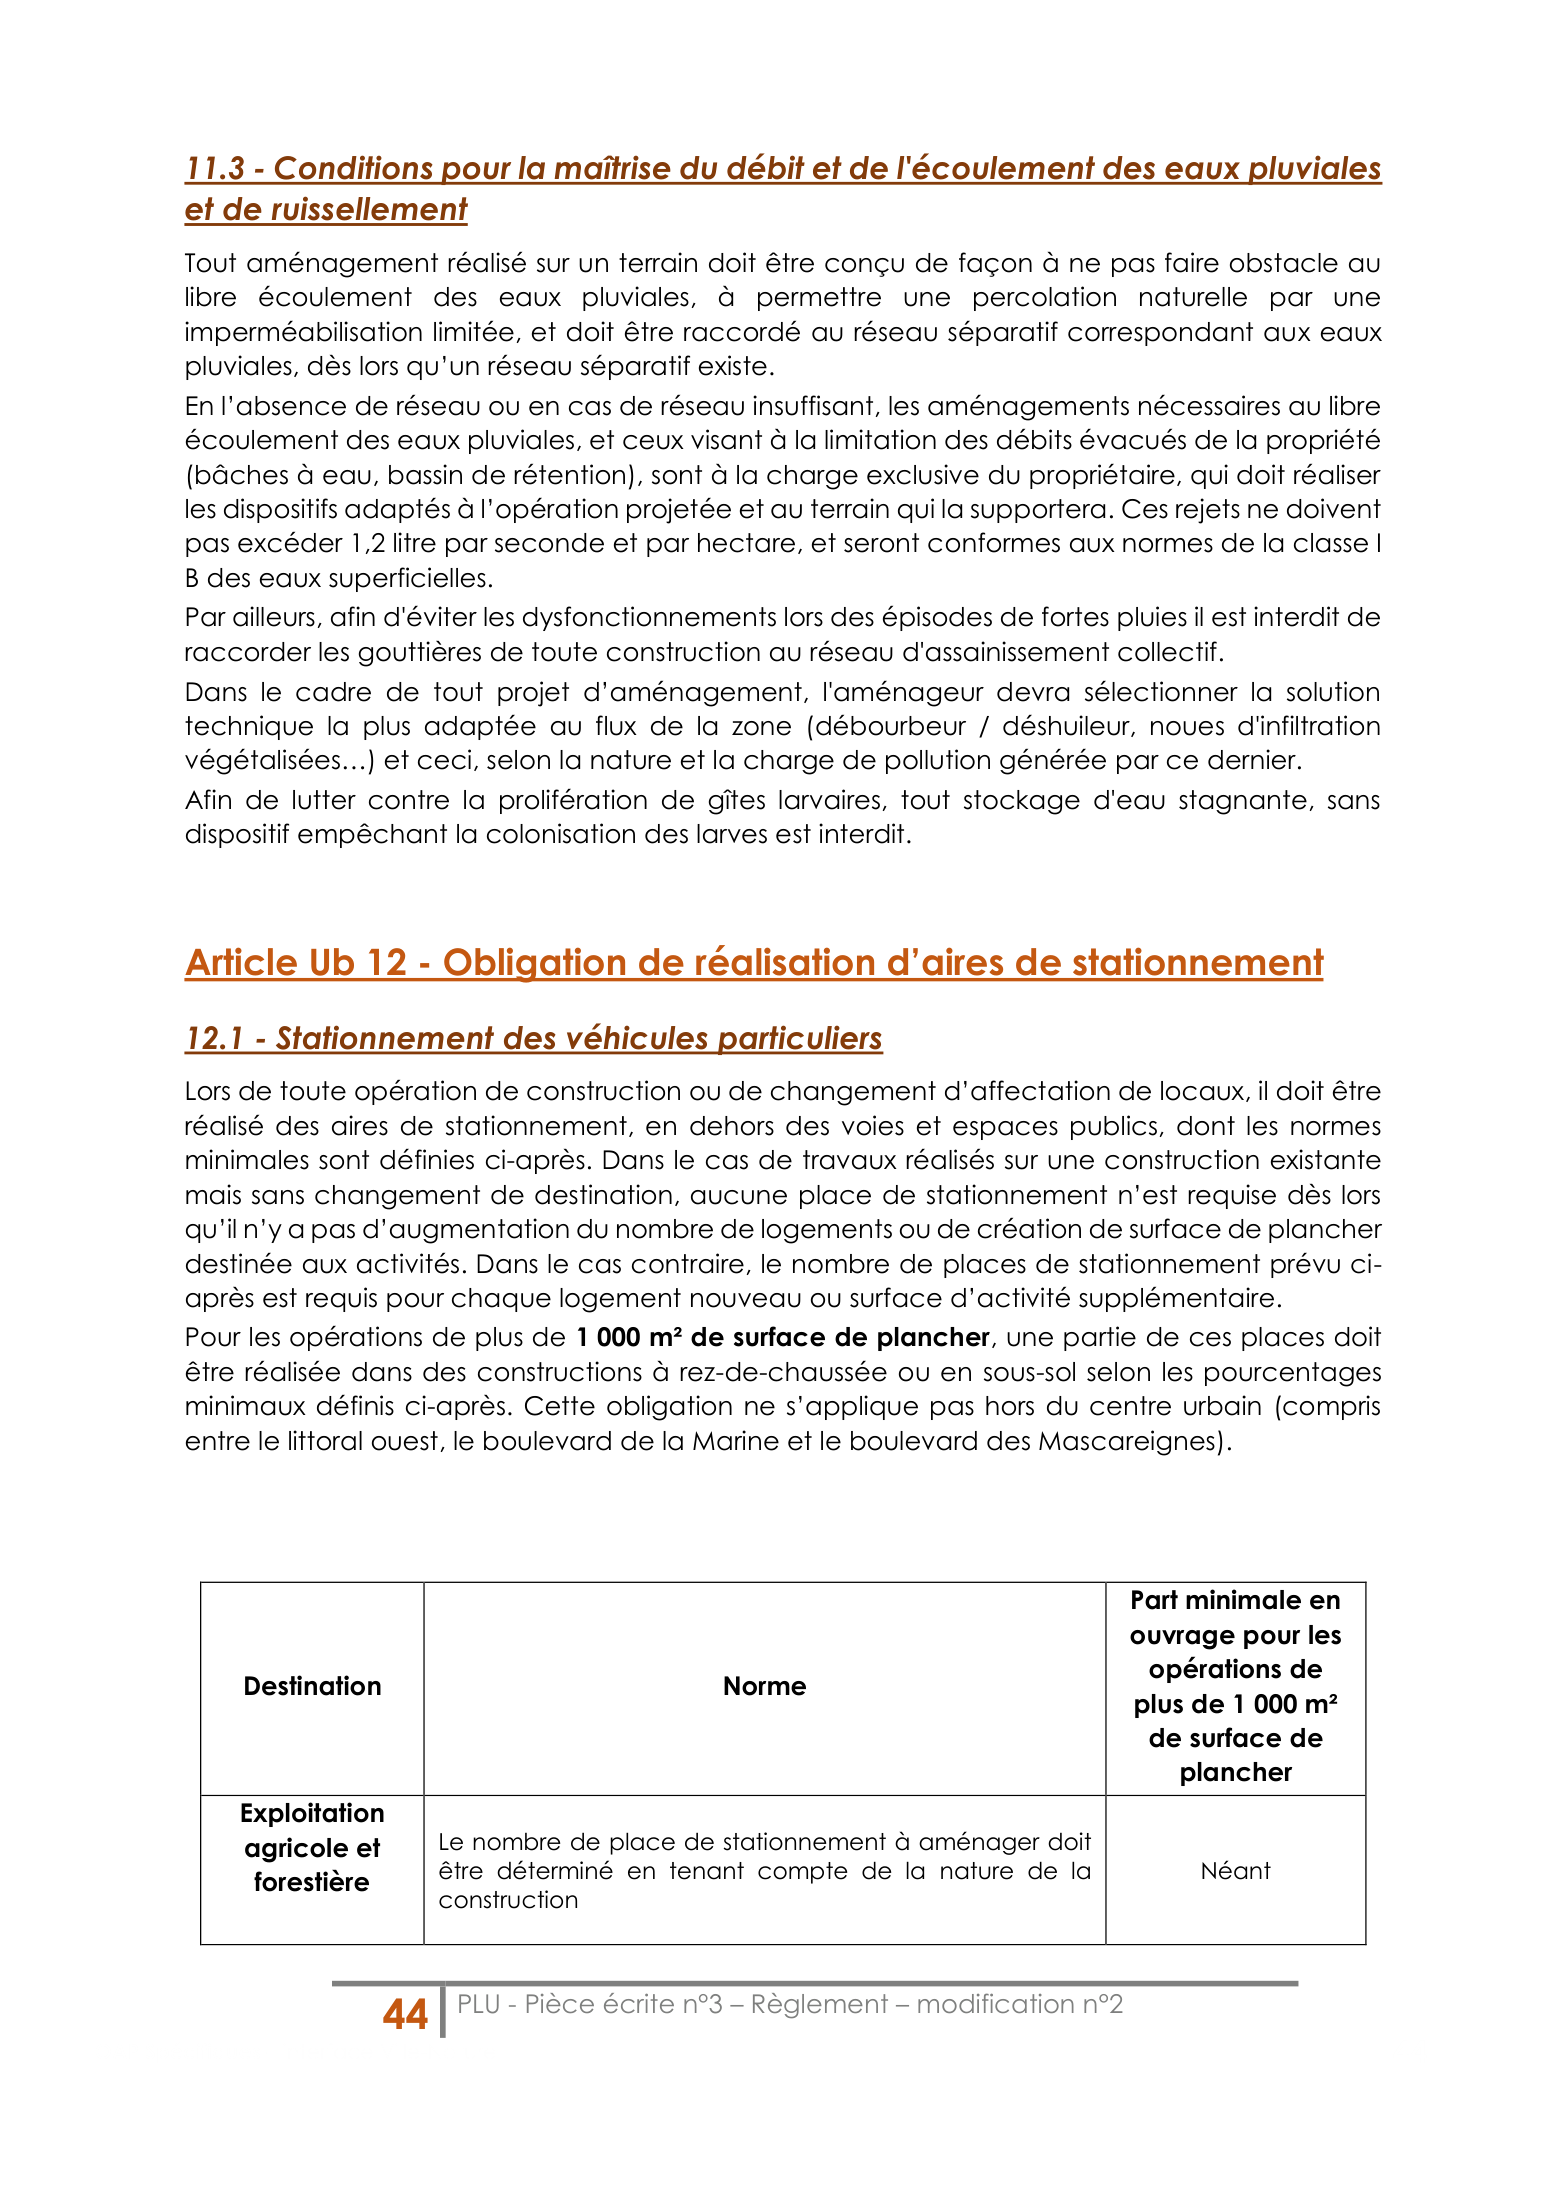 11.3 - Conditions pour la maîtrise du débit et de l'écoulement des eaux pluviales
et de ruissellement
Tout aménagement réalisé sur un terrain doit être conçu de façon à ne pas faire obstacle au
libre écoulement des eaux pluviales, à permettre une percolation naturelle par une
imperméabilisation limitée, et doit être raccordé au réseau séparatif correspondant aux eaux
pluviales, dès lors qu’un réseau séparatif existe.
En l’absence de réseau ou en cas de réseau insuffisant, les aménagements nécessaires au libre
écoulement des eaux pluviales, et ceux visant à la limitation des débits évacués de la propriété
(bâches à eau, bassin de rétention), sont à la charge exclusive du propriétaire, qui doit réaliser
les dispositifs adaptés à l’opération projetée et au terrain qui la supportera. Ces rejets ne doivent
pas excéder 1,2 litre par seconde et par hectare, et seront conformes aux normes de la classe I
B des eaux superficielles.
Par ailleurs, afin d'éviter les dysfonctionnements lors des épisodes de fortes pluies il est interdit de
raccorder les gouttières de toute construction au réseau d'assainissement collectif.
Dans le cadre de tout projet d’aménagement, l'aménageur devra sélectionner la solution
technique la plus adaptée au flux de la zone (débourbeur / déshuileur, noues d'infiltration
végétalisées…) et ceci, selon la nature et la charge de pollution générée par ce dernier.
Afin de lutter contre la prolifération de gîtes larvaires, tout stockage d'eau stagnante, sans
dispositif empêchant la colonisation des larves est interdit.
Article Ub 12 - Obligation de réalisation d’aires de stationnement
12.1 - Stationnement des véhicules particuliers
Lors de toute opération de construction ou de changement d’affectation de locaux, il doit être
réalisé des aires de stationnement, en dehors des voies et espaces publics, dont les normes
minimales sont définies ci-après. Dans le cas de travaux réalisés sur une construction existante
mais sans changement de destination, aucune place de stationnement n’est requise dès lors
qu’il n’y a pas d’augmentation du nombre de logements ou de création de surface de plancher
destinée aux activités. Dans le cas contraire, le nombre de places de stationnement prévu ci-
après est requis pour chaque logement nouveau ou surface d’activité supplémentaire.
Pour les opérations de plus de 1 000 m² de surface de plancher, une partie de ces places doit
être réalisée dans des constructions à rez-de-chaussée ou en sous-sol selon les pourcentages
minimaux définis ci-après. Cette obligation ne s’applique pas hors du centre urbain (compris
entre le littoral ouest, le boulevard de la Marine et le boulevard des Mascareignes).
Destination
Norme
Part minimale en
ouvrage pour les
opérations de
plus de 1 000 m²
de surface de
plancher
Exploitation
agricole et
forestière
Le nombre de place de stationnement à aménager doit
être déterminé en tenant compte de la nature de la
construction
Néant
44
PLU - Pièce écrite n°3 – Règlement – modification n°2